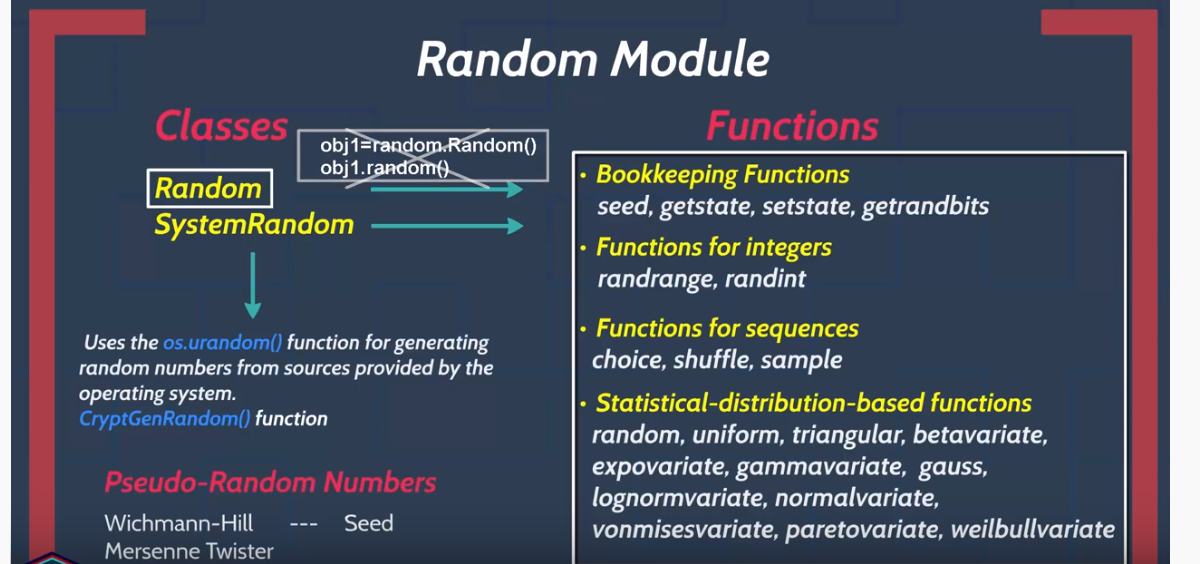 Random Module
Classes
obj1=random.Random()
obj1.random()
Random
SystemRandom
Uses the os.urandom() function for generating
random numbers from sources provided by the
operating system.
CryptGenRandom() function
Pseudo-Random Numbers
Wichmann-Hill --- Seed
Mersenne Twister
Functions
• Bookkeeping Functions
seed, getstate, setstate, getrandbits
• Functions for integers
randrange, randint
• Functions for sequences
choice, shuffle, sample
• Statistical-distribution-based functions
random, uniform, triangular, betavariate,
expovariate, gammavariate, gauss,
lognormvariate, normalvariate,
vonmisesvariate, paretovariate, weilbullvariate